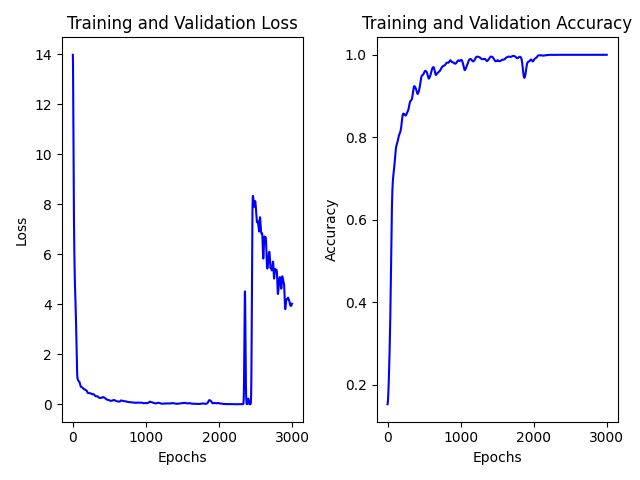 Training and Validation Loss
14
12
10
8
6
4
2
0
Loss
0 1000 2000 3000
Epochs
Training and Validation Accuracy
1.0
0.8
0.6
0.4
0.2
Accuracy
0 1000 2000 3000
Epochs